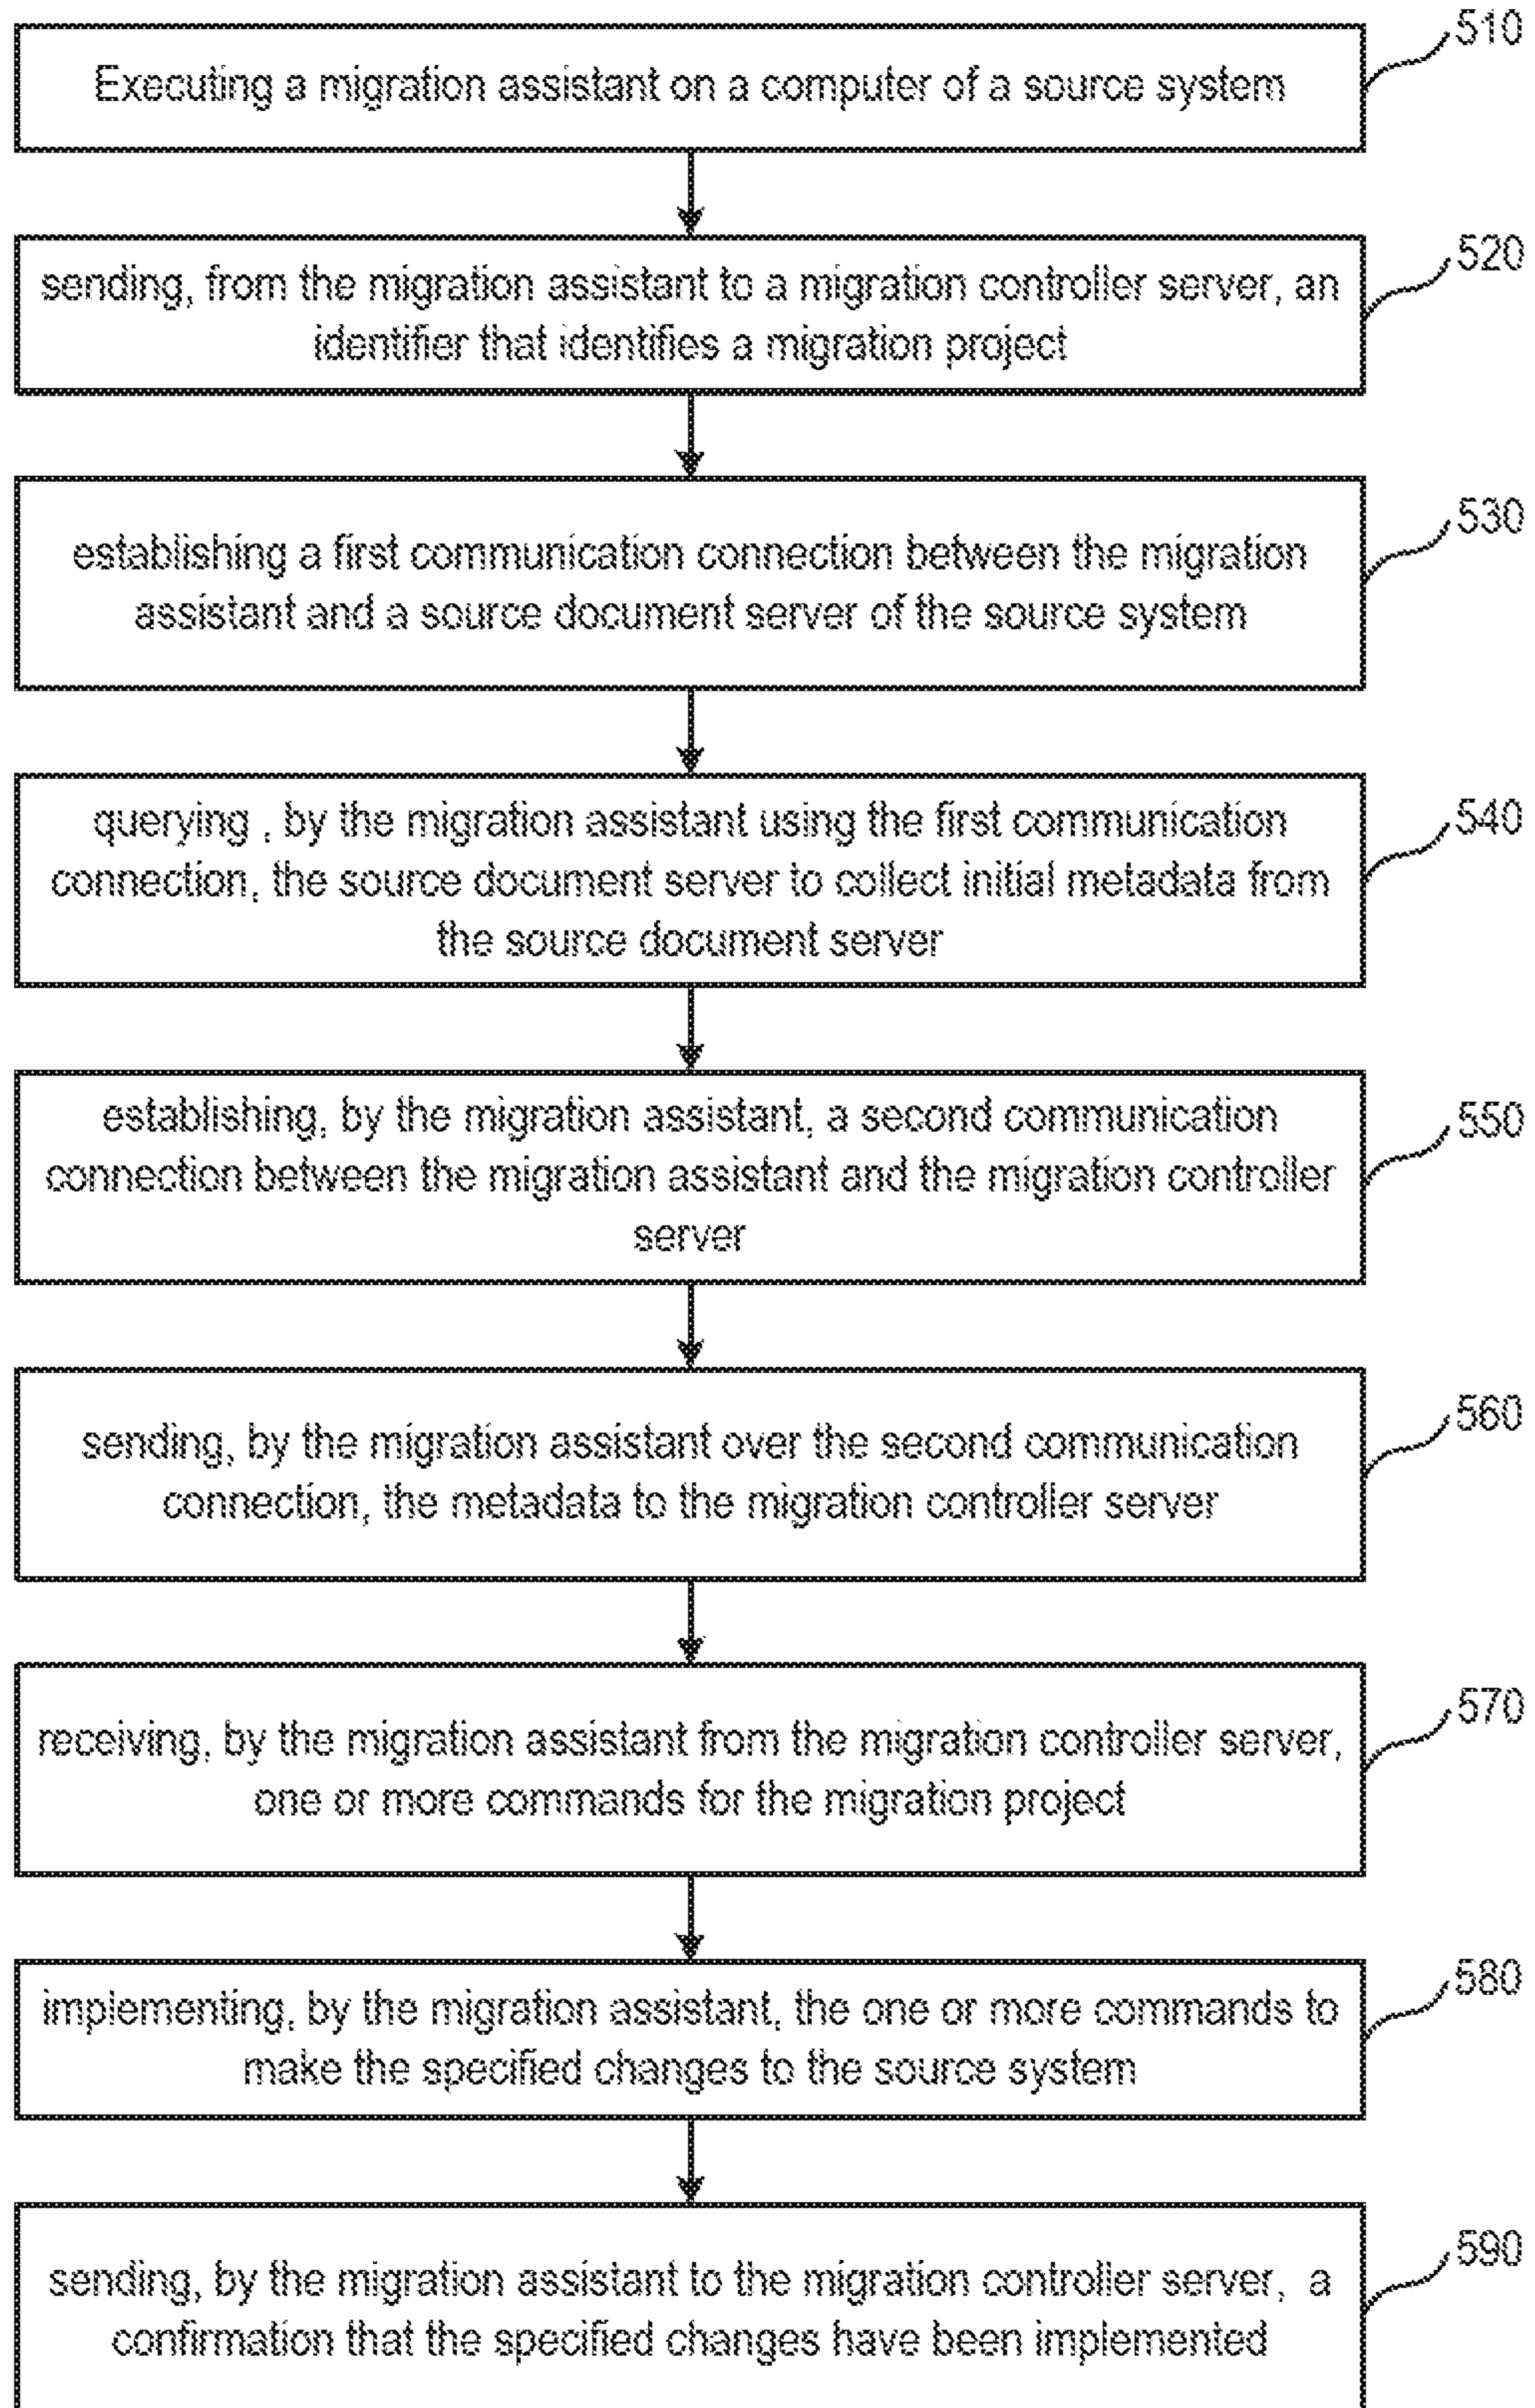 510
Executing a migration assistant on a computer of a source system
520
sending, from the migration assistant to a migration controller server, an
identifier that identifies a migration project
530
establishing a first communication connection between the migration
assistant and a source document server of the source system
540
querying , by the migration assistant using the first communication
connection, the source document server to collect initial metadata from
the source document server
550
establishing, by the migration assistant, a second communication
connection between the migration assistant and the migration controller
server
560
sending, by the migration assistant over the second communication
connection, the metadata to the migration controller server
570
receiving, by the migration assistant from the migration controller server,
one or more commands for the migration project
580
implementing, by the migration assistant, the one or more commands to
make the specified changes to the source system
590
sending, by the migration assistant to the migration controller server, a
confirmation that the specified changes have been implemented